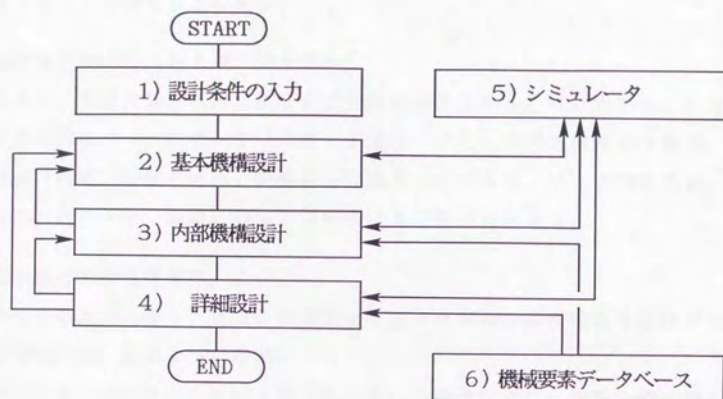 START
1) 設計条件の入力
5) シミュレータ
2) 基本機構設計
3) 内部機構設計
4) 詳細設計
END
6) 機械要素データベース